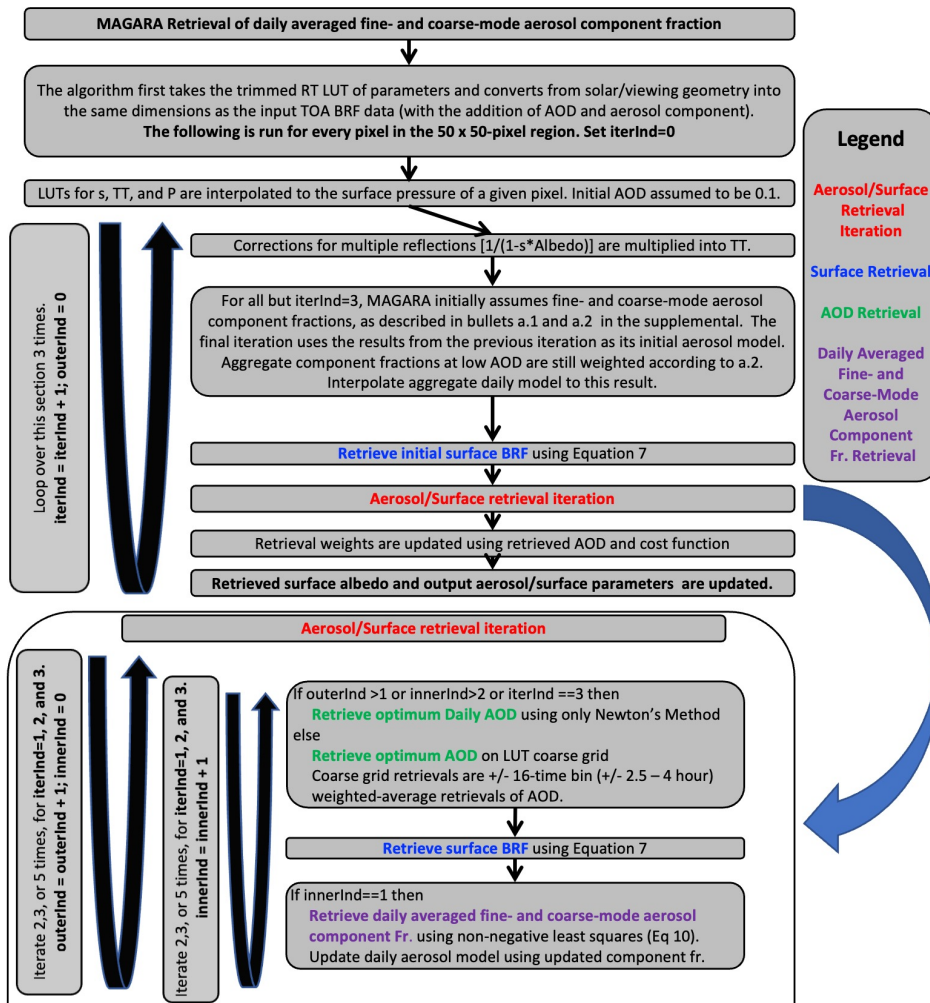 MAGARA Retrieval of daily averaged fine- and coarse-mode aerosol component fraction
The algorithm first takes the trimmed RT LUT of parameters and converts from solar/viewing geometry into
the same dimensions as the input TOA BRF data (with the addition of AOD and aerosol component).
The following is run for every pixel in the 50 x 50-pixel region. Set iterInd=0
LUTs for s, TT, and P are interpolated to the surface pressure of a given pixel. Initial AOD assumed to be 0.1.
Loop over this section 3 times.
iterInd = iterInd + 1; outerInd = 0
Corrections for multiple reflections [1/(1-s*Albedo)] are multiplied into TT.
For all but iterInd=3, MAGARA initially assumes fine- and coarse-mode aerosol
component fractions, as described in bullets a.1 and a.2 in the supplemental. The
final iteration uses the results from the previous iteration as its initial aerosol model.
Aggregate component fractions at low AOD are still weighted according to a.2.
Interpolate aggregate daily model to this result.
Retrieve initial surface BRF using Equation 7
Aerosol/Surface retrieval iteration
Retrieval weights are updated using retrieved AOD and cost function
Retrieved surface albedo and output aerosol/surface parameters are updated.
Legend
Aerosol/Surface
Retrieval
Iteration
Surface Retrieval
AOD Retrieval
Daily Averaged
Fine- and
Coarse-Mode
Aerosol
Component
Fr. Retrieval
Aerosol/Surface retrieval iteration
Iterate 2,3, or 5 times, for iterInd=1, 2, and 3.
outerInd = outerInd + 1; innerInd = 0
Iterate 2,3, or 5 times, for iterInd=1, 2, and 3.
innerInd = innerInd + 1
If outerInd >1 or innerInd>2 or iterInd ==3 then
Retrieve optimum Daily AOD using only Newton's Method
else
Retrieve optimum AOD on LUT coarse grid
Coarse grid retrievals are +/- 16-time bin (+/- 2.5 – 4 hour)
weighted-average retrievals of AOD.
Retrieve surface BRF using Equation 7
If innerInd==1 then
Retrieve daily averaged fine- and coarse-mode aerosol
component Fr. using non-negative least squares (Eq 10).
Update daily aerosol model using updated component fr.